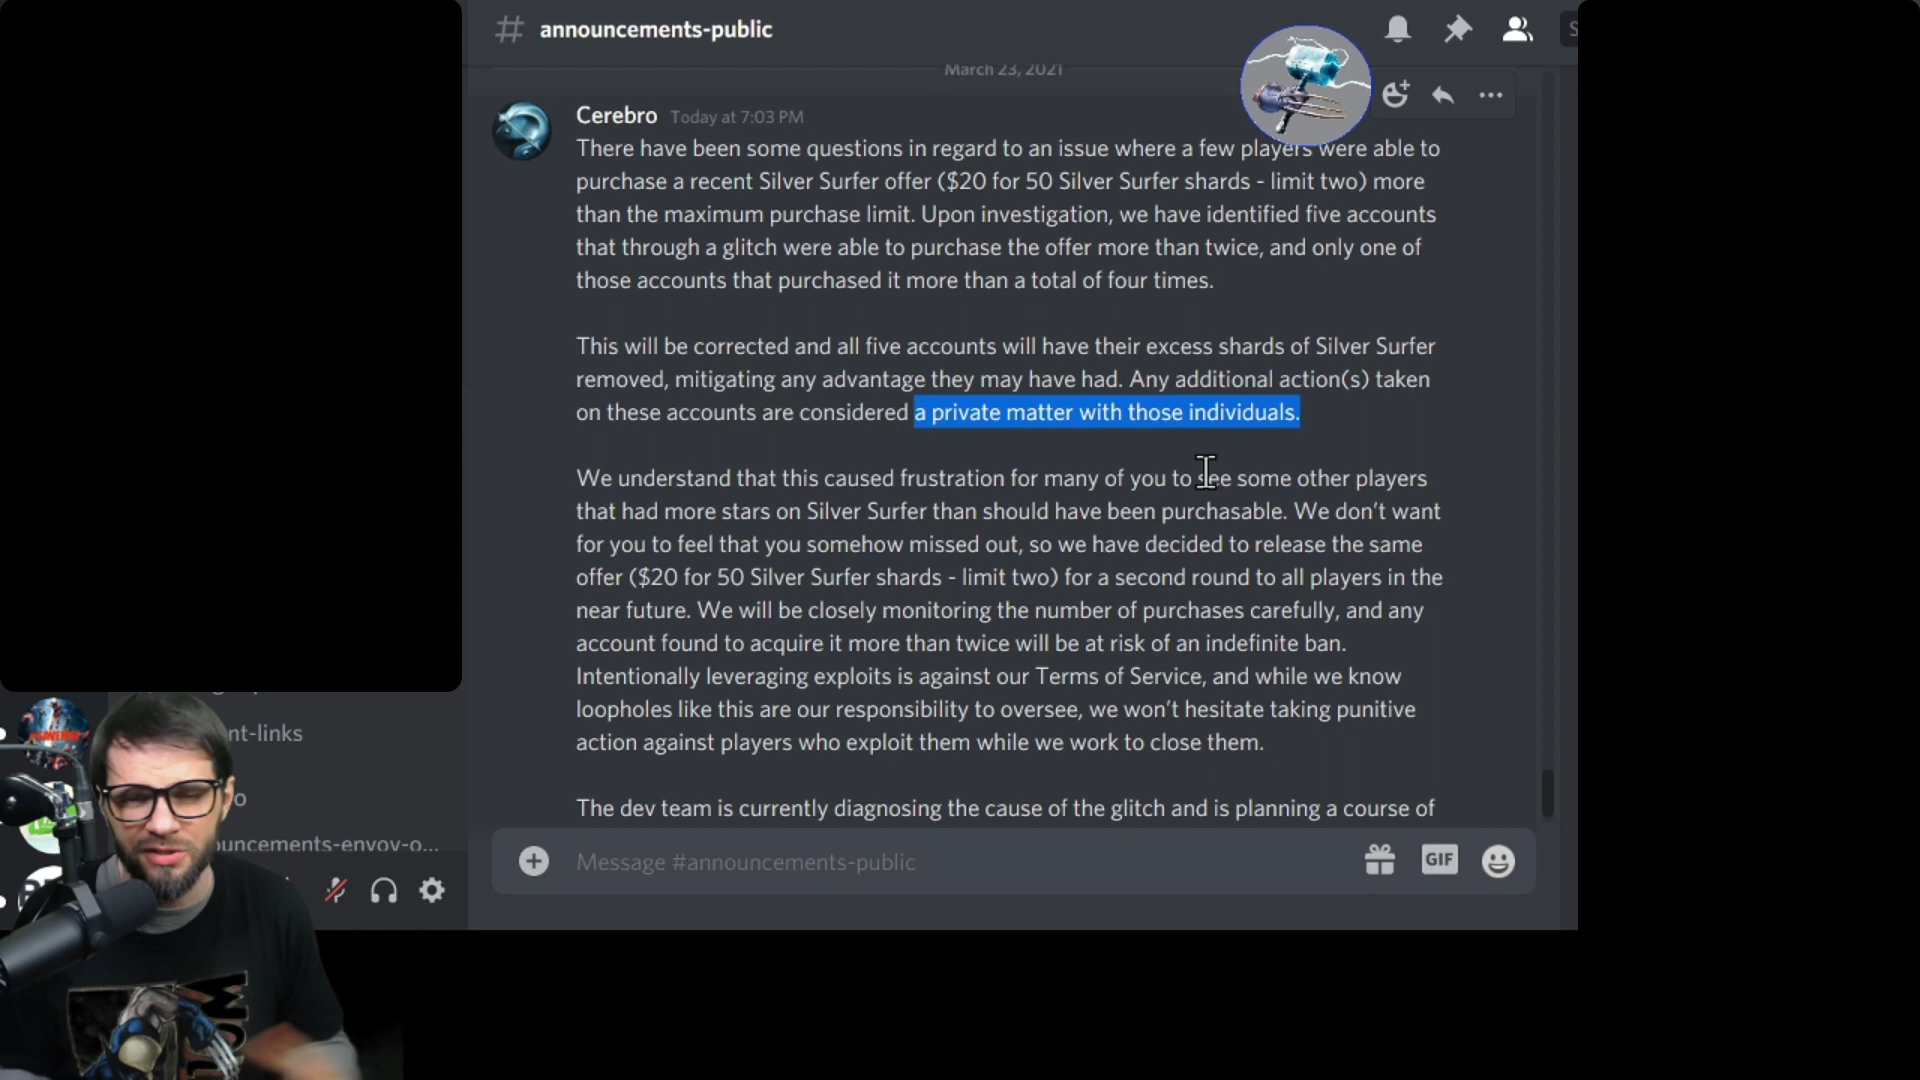 announcements-public
March 23, 2021
Cerebro Today at 7:03 PM
There have been some questions in regard to an issue where a few players were able to
purchase a recent Silver Surfer offer ($20 for 50 Silver Surfer shards - limit two) more
than the maximum purchase limit. Upon investigation, we have identified five accounts
that through a glitch were able to purchase the offer more than twice, and only one of
those accounts that purchased it more than a total of four times.
This will be corrected and all five accounts will have their excess shards of Silver Surfer
removed, mitigating any advantage they may have had. Any additional action(s) taken
on these accounts are considered a private matter with those individuals.
We understand that this caused frustration for many of you to see some other players
that had more stars on Silver Surfer than should have been purchasable. We don’t want
for you to feel that you somehow missed out, so we have decided to release the same
offer ($20 for 50 Silver Surfer shards - limit two) for a second round to all players in the
near future. We will be closely monitoring the number of purchases carefully, and any
account found to acquire it more than twice will be at risk of an indefinite ban.
Intentionally leveraging exploits is against our Terms of Service, and while we know
loopholes like this are our responsibility to oversee, we won’t hesitate taking punitive
action against players who exploit them while we work to close them.
The dev team is currently diagnosing the cause of the glitch and is planning a course of
Message #announcements-public
GIF
nt-links
o
ouncements-envoy-o...